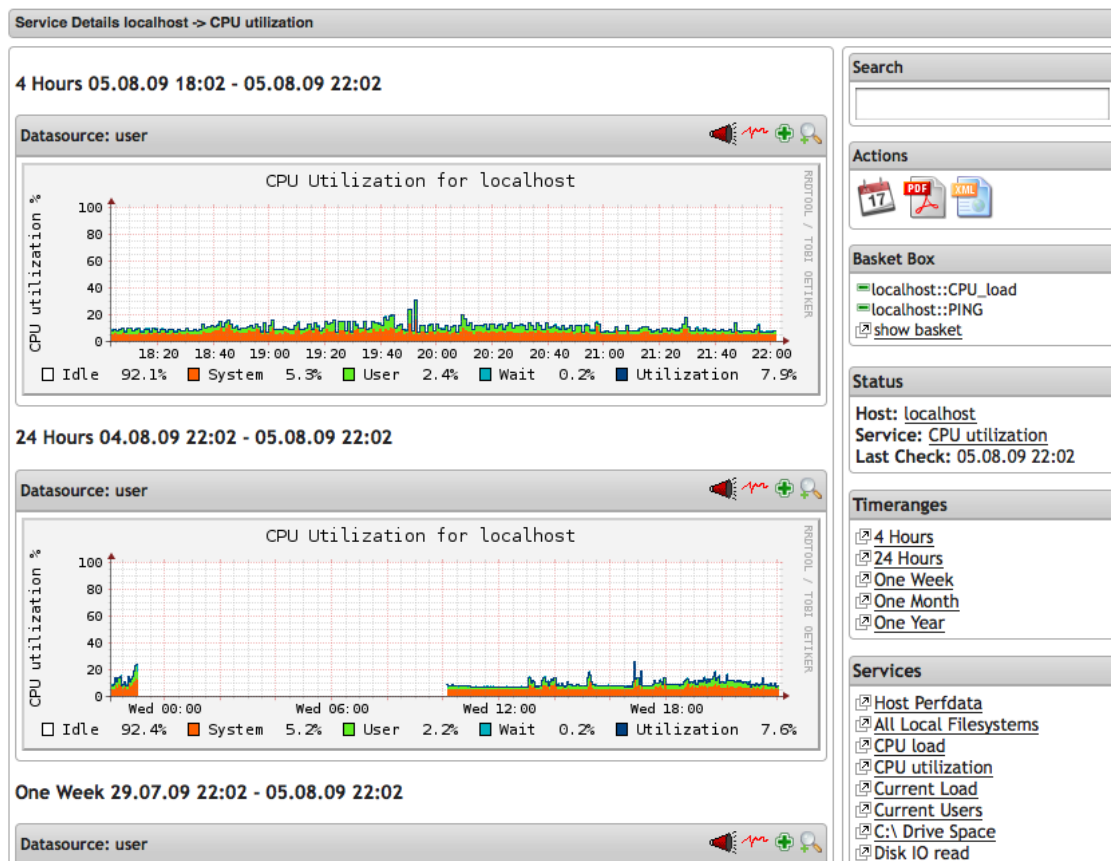 Service Details localhost -> CPU utilization
4 Hours 05.08.09 18:02 - 05.08.09 22:02
Datasource: user
CPU Utilization for localhost
CPU utilization %
100
80
60
40
20
0
18:20 18:40 19:00 19:20 19:40 20:00 20:20 20:40 21:00 21:20 21:40 22:00
Idle 92.1% System 5.3% User 2.4% Wait 0.2% Utilization 7.9%
RRDTOOL / TOBI OETIKER
24 Hours 04.08.09 22:02 - 05.08.09 22:02
Datasource: user
CPU Utilization for localhost
CPU utilization %
100
80
60
40
20
0
Wed 00:00 Wed 06:00 Wed 12:00 Wed 18:00
Idle 92.4% System 5.2% User 2.2% Wait 0.2% Utilization 7.6%
RRDTOOL / TOBI OETIKER
One Week 29.07.09 22:02 - 05.08.09 22:02
Datasource: user
Search
Actions
17
PDF
XML
Basket Box
localhost::CPU_load
localhost::PING
show basket
Status
Host: localhost
Service: CPU utilization
Last Check: 05.08.09 22:02
Timeranges
4 Hours
24 Hours
One Week
One Month
One Year
Services
Host Perfdata
All Local Filesystems
CPU load
CPU utilization
Current Load
Current Users
C:\ Drive Space
Disk IO read